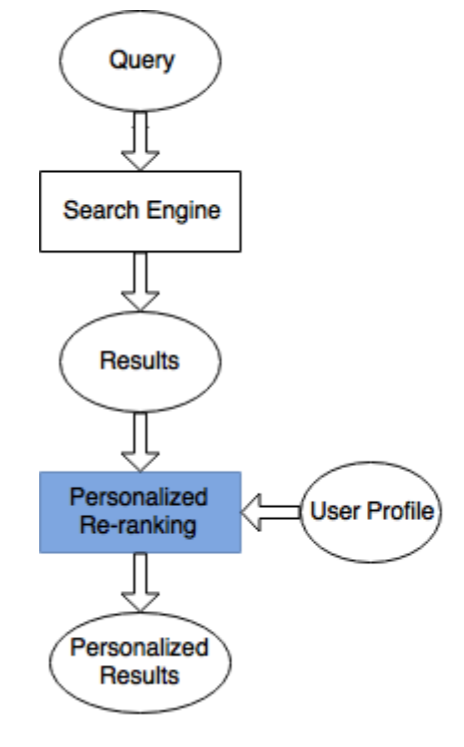 Query
Search Engine
Results
Personalized
Re-ranking
User Profile
Personalized
Results